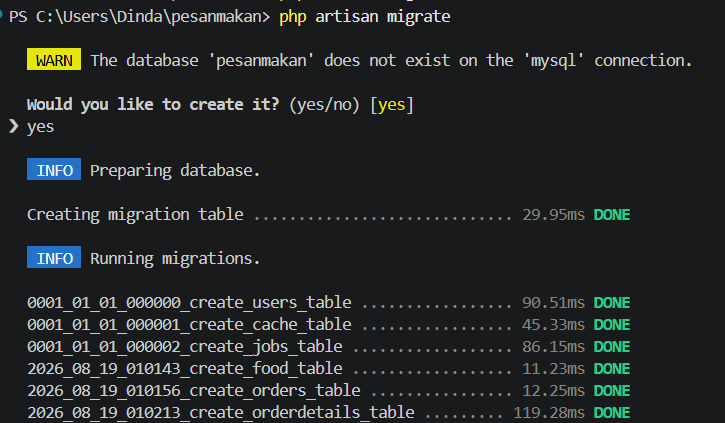 PS C:\Users\Dinda\pesanmakan> php artisan migrate
WARN The database 'pesanmakan' does not exist on the 'mysql' connection.
Would you like to create it? (yes/no) [yes]
❯ yes
INFO Preparing database.
Creating migration table .............................. 29.95ms DONE
INFO Running migrations.
0001_01_01_000000_create_users_table .................. 90.51ms DONE
0001_01_01_000001_create_cache_table .................. 45.33ms DONE
0001_01_01_000002_create_jobs_table ................... 86.15ms DONE
2026_08_19_010143_create_food_table ................... 11.23ms DONE
2026_08_19_010156_create_orders_table ................. 12.25ms DONE
2026_08_19_010213_create_orderdetails_table ......... 119.28ms DONE